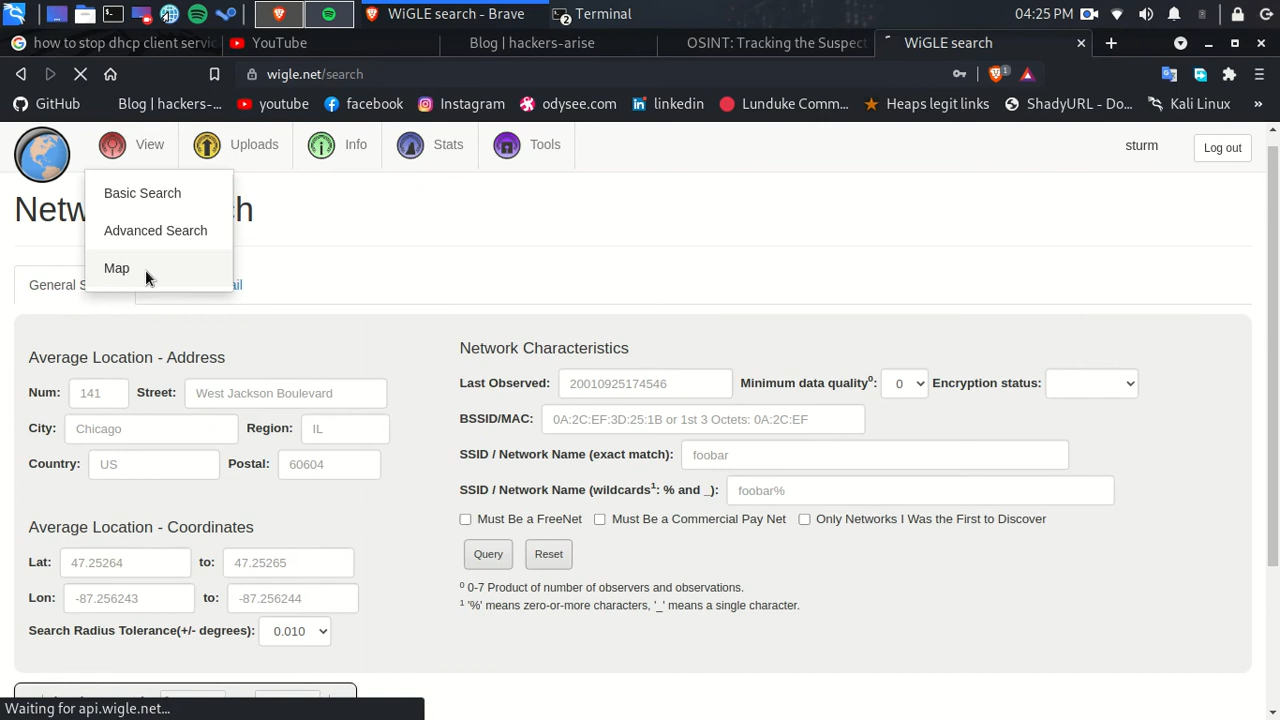 WiGLE search - Brave
Terminal
2
04:25 PM
how to stop dhcp client servic
YouTube
Blog | hackers-arise
OSINT: Tracking the Suspect
WiGLE search
wigle.net/search
1
GitHub
Blog | hackers-...
youtube
facebook
Instagram
odysee.com
linkedin
Lunduke Comm...
Heaps legit links
ShadyURL - Do...
Kali Linux
»
View
Uploads
Info
Stats
Tools
sturm
Log out
Basic Search
Advanced Search
Map
Netw
h
General S
ail
Average Location - Address
Num: 141 Street: West Jackson Boulevard
City: Chicago Region: IL
Country: US Postal: 60604
Average Location - Coordinates
Lat: 47.25264 to: 47.25265
Lon: -87.256243 to: -87.256244
Search Radius Tolerance(+/- degrees): 0.010
Network Characteristics
Last Observed: 20010925174546 Minimum data quality⁰: 0 Encryption status:
BSSID/MAC: 0A:2C:EF:3D:25:1B or 1st 3 Octets: 0A:2C:EF
SSID / Network Name (exact match): foobar
SSID / Network Name (wildcards¹: % and _): foobar%
Must Be a FreeNet Must Be a Commercial Pay Net Only Networks I Was the First to Discover
Query Reset
⁰ 0-7 Product of number of observers and observations.
¹ '%' means zero-or-more characters, '_' means a single character.
Waiting for api.wigle.net...